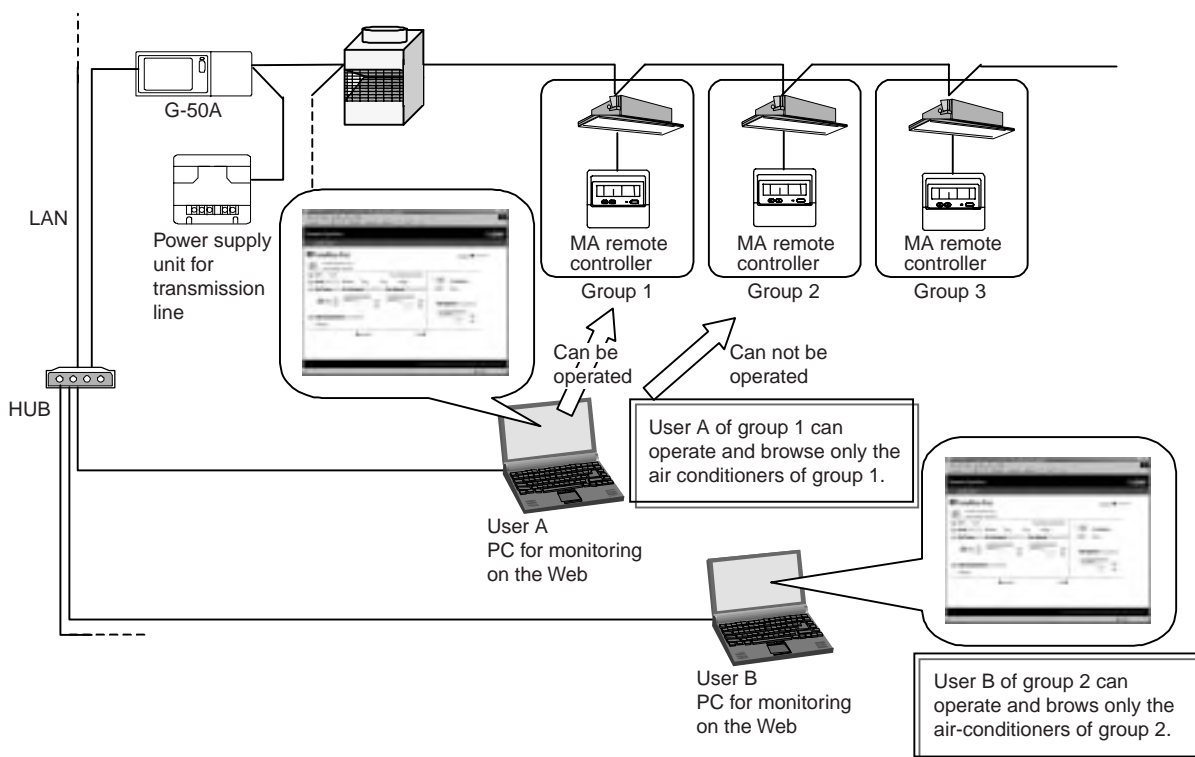 G-50A
LAN
Power supply
unit for
transmission
line
MA remote
controller
Group 1
MA remote
controller
Group 2
MA remote
controller
Group 3
Can be
operated
Can not be
operated
HUB
User A of group 1 can
operate and browse only the
air conditioners of group 1.
User A
PC for monitoring
on the Web
User B
PC for monitoring
on the Web
User B of group 2 can
operate and brows only the
air-conditioners of group 2.